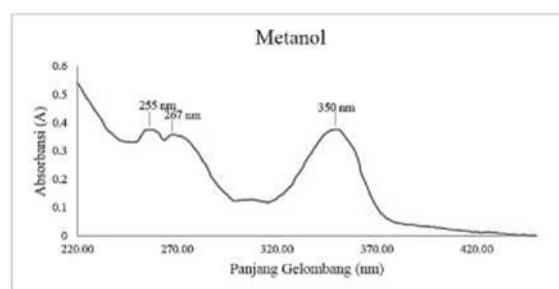 Metanol
0.6
0.5
0.4
0.3
0.2
0.1
0
255 nm
267 nm
350 nm
Absorbansi (A)
220.00 270.00 320.00 370.00 420.00
Panjang Gelombang (nm)